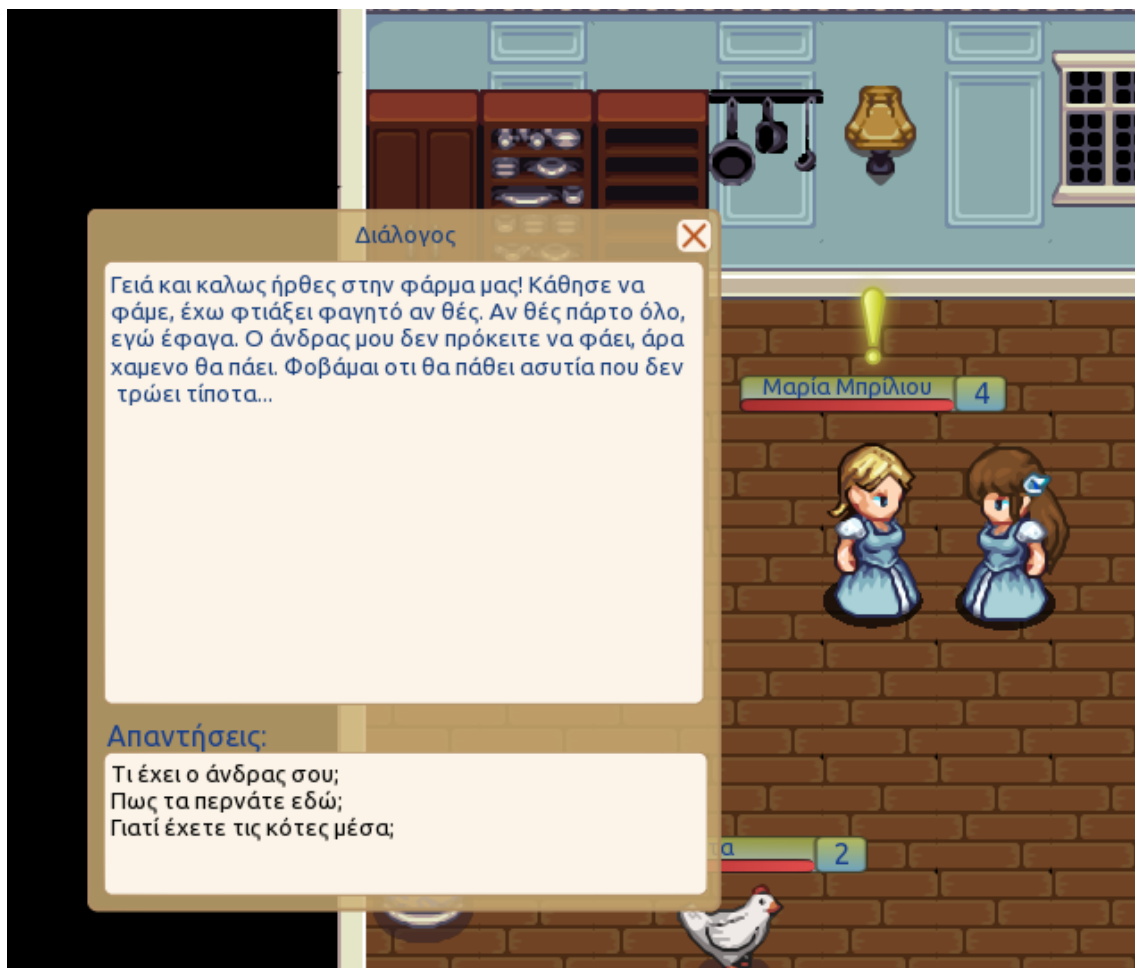 Διάλογος
Γειά και καλως ήρθες στην φάρμα μας! Κάθησε να
φάμε, έχω φτιάξει φαγητό αν θές. Αν θές πάρτο όλο,
εγώ έφαγα. Ο άνδρας μου δεν πρόκειτε να φάει, άρα
χαμενο θα πάει. Φοβάμαι οτι θα πάθει ασυτία που δεν
τρώει τίποτα...
Μαρία Μπρίλιου 4
Απαντήσεις:
Τι έχει ο άνδρας σου;
Πως τα περνάτε εδώ;
Γιατί έχετε τις κότες μέσα;
τα 2